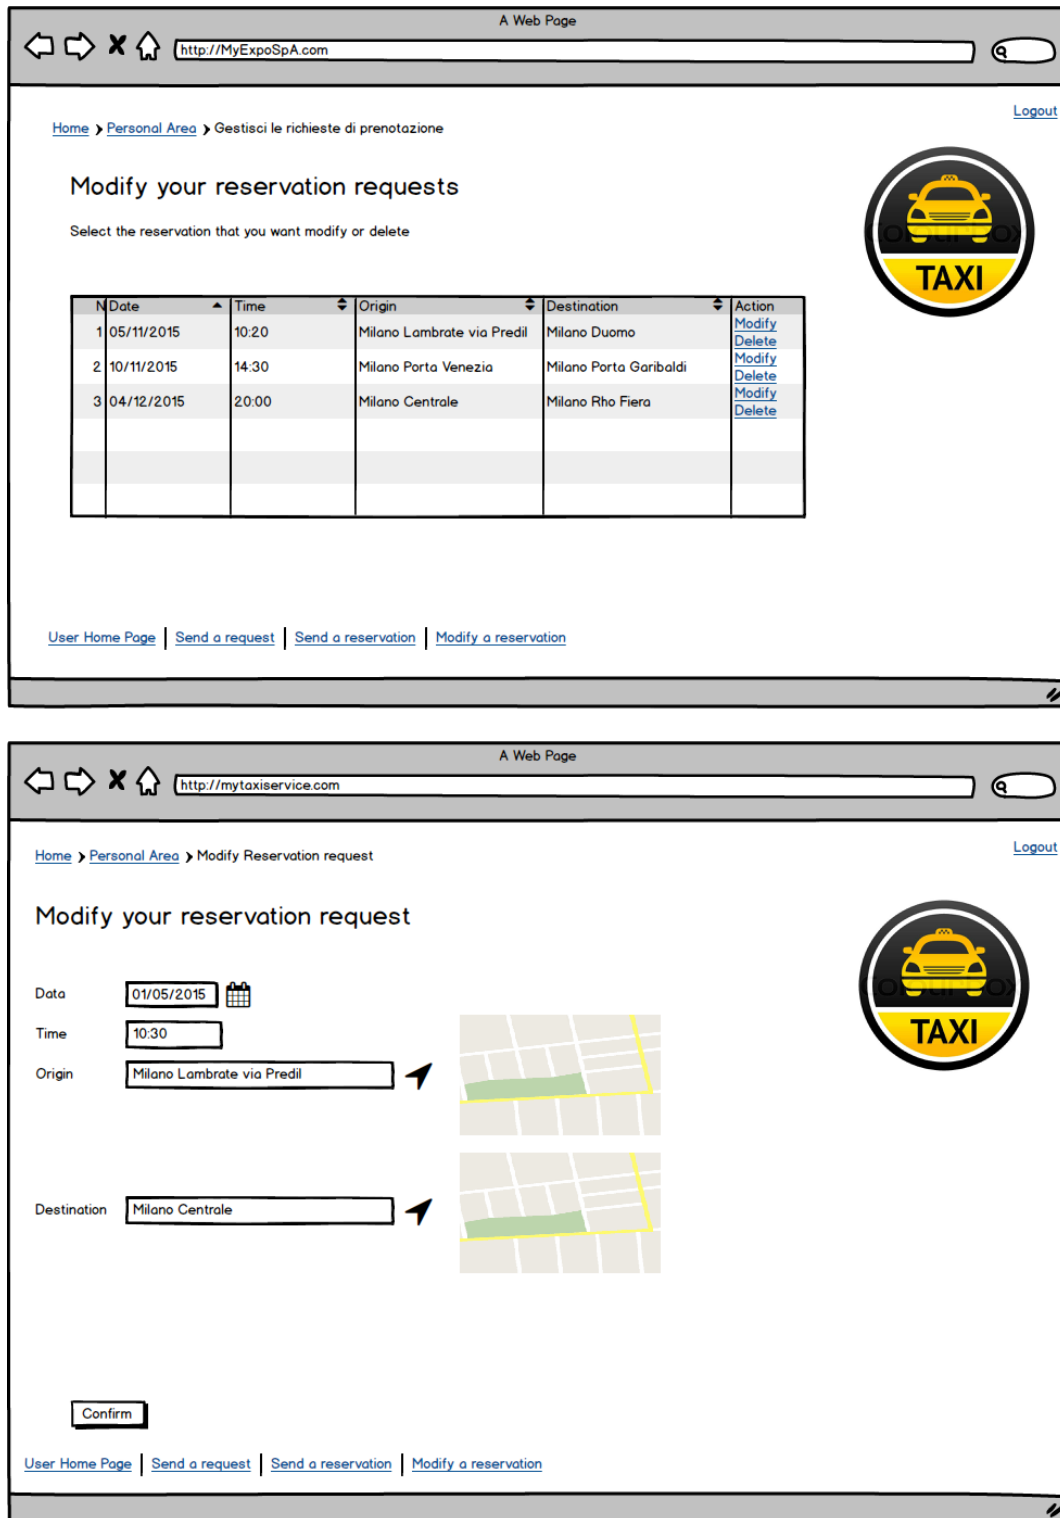 A Web Page
http://MyExpoSpA.com
Logout
Home Personal Area Gestisci le richieste di prenotazione
Modify your reservation requests
Select the reservation that you want modify or delete
TAXI
N Date Time Origin Destination Action
1 05/11/2015 10:20 Milano Lambrate via Predil Milano Duomo Modify Delete
2 10/11/2015 14:30 Milano Porta Venezia Milano Porta Garibaldi Modify Delete
3 04/12/2015 20:00 Milano Centrale Milano Rho Fiera Modify Delete
User Home Page Send a request Send a reservation Modify a reservation
A Web Page
http://mytaxiservice.com
Logout
Home Personal Area Modify Reservation request
Modify your reservation request
TAXI
Data 01/05/2015
Time 10:30
Origin Milano Lambrate via Predil
Destination Milano Centrale
Confirm
User Home Page Send a request Send a reservation Modify a reservation